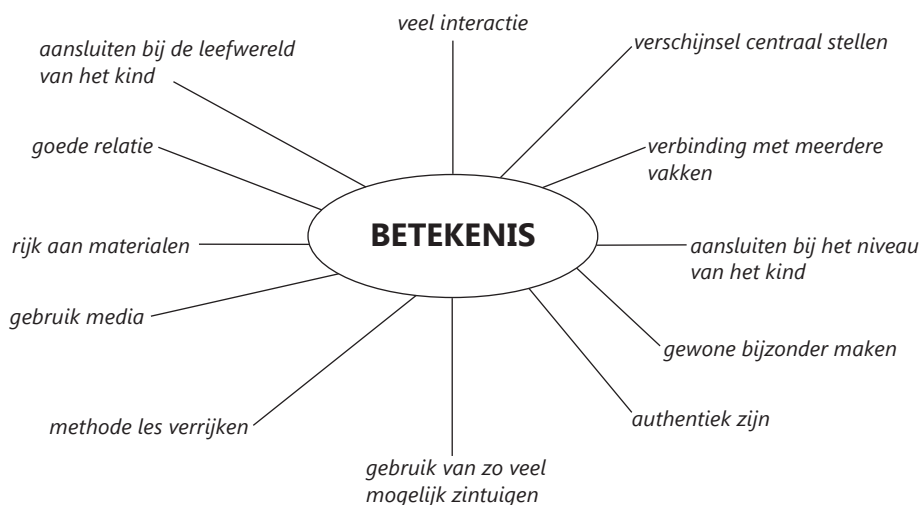 veel interactie
aansluiten bij de leefwereld
van het kind
verschijnsel centraal stellen
goede relatie
verbinding met meerdere
vakken
BETEKENIS
rijk aan materialen
aansluiten bij het niveau
van het kind
gebruik media
gewone bijzonder maken
methode les verrijken
authentiek zijn
gebruik van zo veel
mogelijk zintuigen